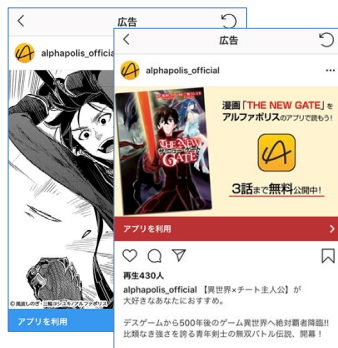 広告
alphapolis_officia
©風波しのぎ・三輪ヨシユキ/アルファポリス
アプリを利用
広告
alphapolis_official
漫画「THE NEW GATE」を
アルファポリスのアプリで読もう!
THE NEW
GATE
3話まで無料公開中!
アプリを利用
再生430人
alphapolis_official 【異世界×チート主人公】が
大好きなあなたにおすすめ。
デスゲームから500年後のゲーム異世界へ絶対覇者降臨!!
比類なき強さを誇る青年剣士の無双バトル伝説、開幕!